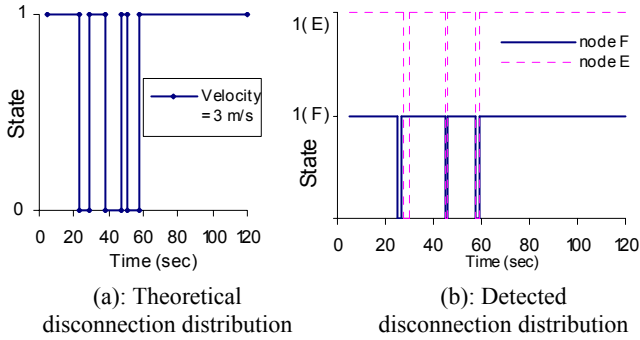 1
State
0
0 20 40 60 80 100 120
Time (sec)
Velocity
= 3 m/s
(a): Theoretical
disconnection distribution
1(E)
1(F)
State
0 20 40 60 80 100 120
Time (sec)
node F
node E
(b): Detected
disconnection distribution